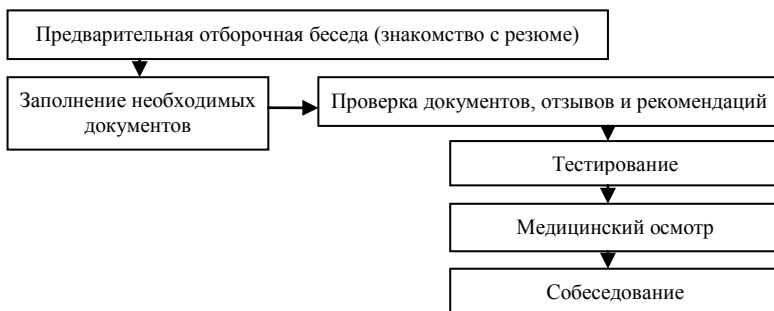 Предварительная отборочная беседа (знакомство с резюме)
Заполнение необходимых
документов
Проверка документов, отзывов и рекомендаций
Тестирование
Медицинский осмотр
Собеседование